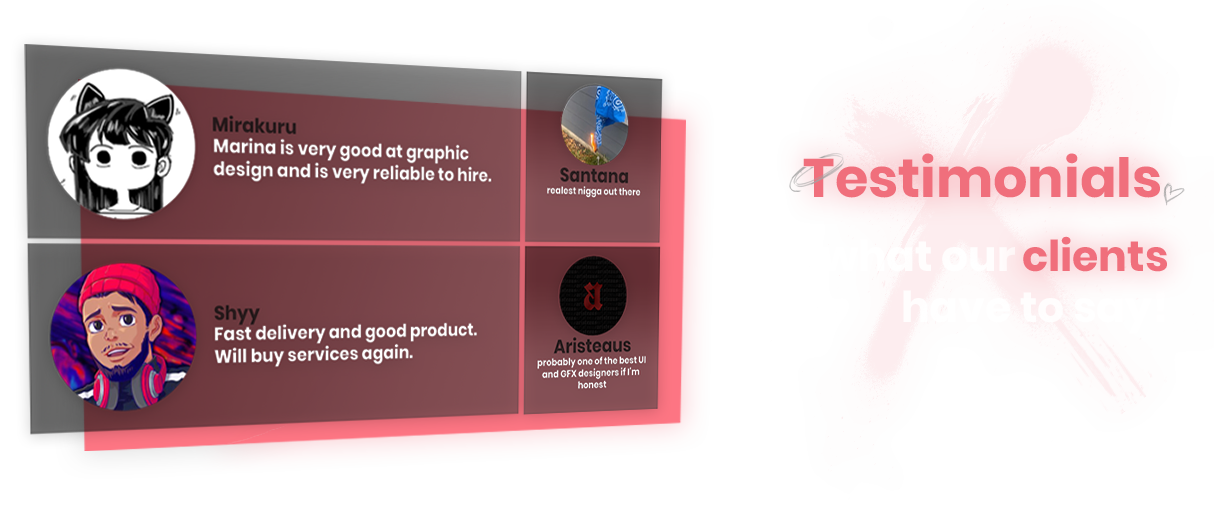 Mirakuru
Marina is very good at graphic
design and is very reliable to hire.
Santana
realest nigga out there
Shyy
Fast delivery and good product.
Will buy services again.
a
Aristeaus
probably one of the best UI
and GFX designers if I'm
honest
Testimonials
what our clients
have to say!